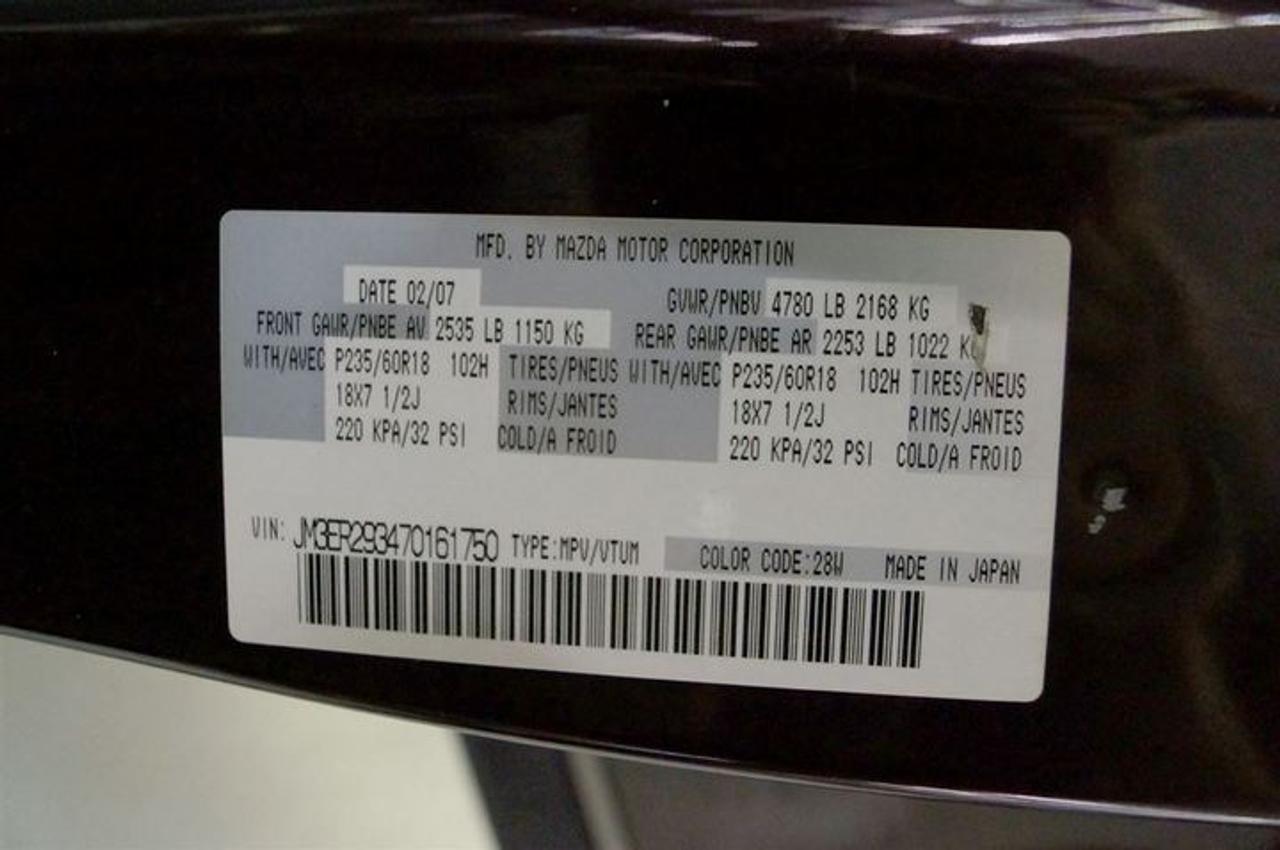 MFD. BY MAZDA MOTOR CORPORATION
DATE 02/07 GVWR/PNBV 4780 LB 2168 KG
FRONT GAWR/PNBE AV 2535 LB 1150 KG REAR GAWR/PNBE AR 2253 LB 1022
WITH/AVEC P235/60R18 102H TIRES/PNEUS WITH/AVEC P235/60R18 102H TIRES/PNEUS
18X7 1/2J RIMS/JANTES 18X7 1/2J RIMS/JANTES
220 KPA/32 PSI COLD/A FROID 220 KPA/32 PSI COLD/A FROID
VIN: JM3ER293470161750 TYPE:MPV/VTUM COLOR CODE:28W MADE IN JAPAN